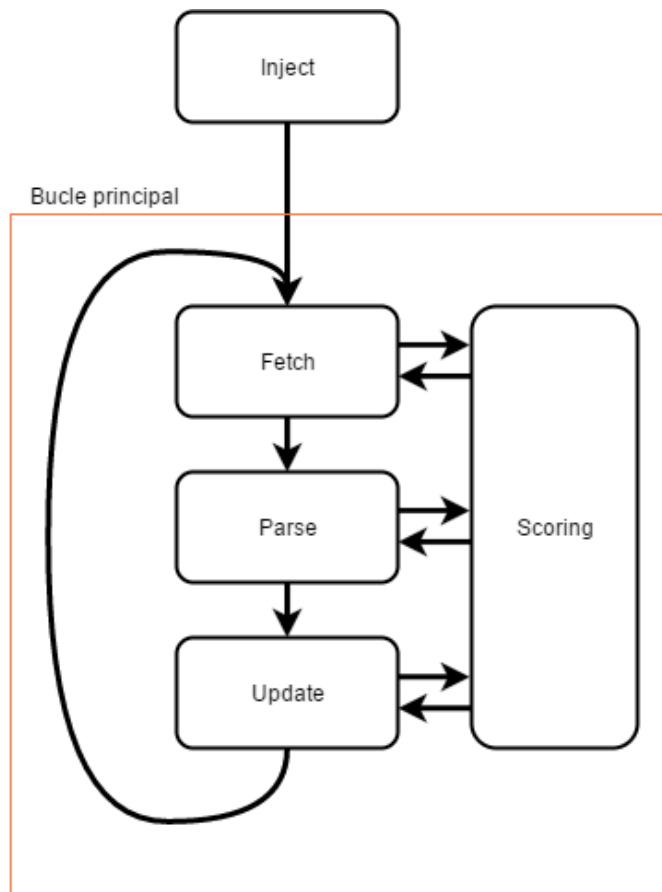 Inject
Bucle principal
Fetch
Parse
Scoring
Update